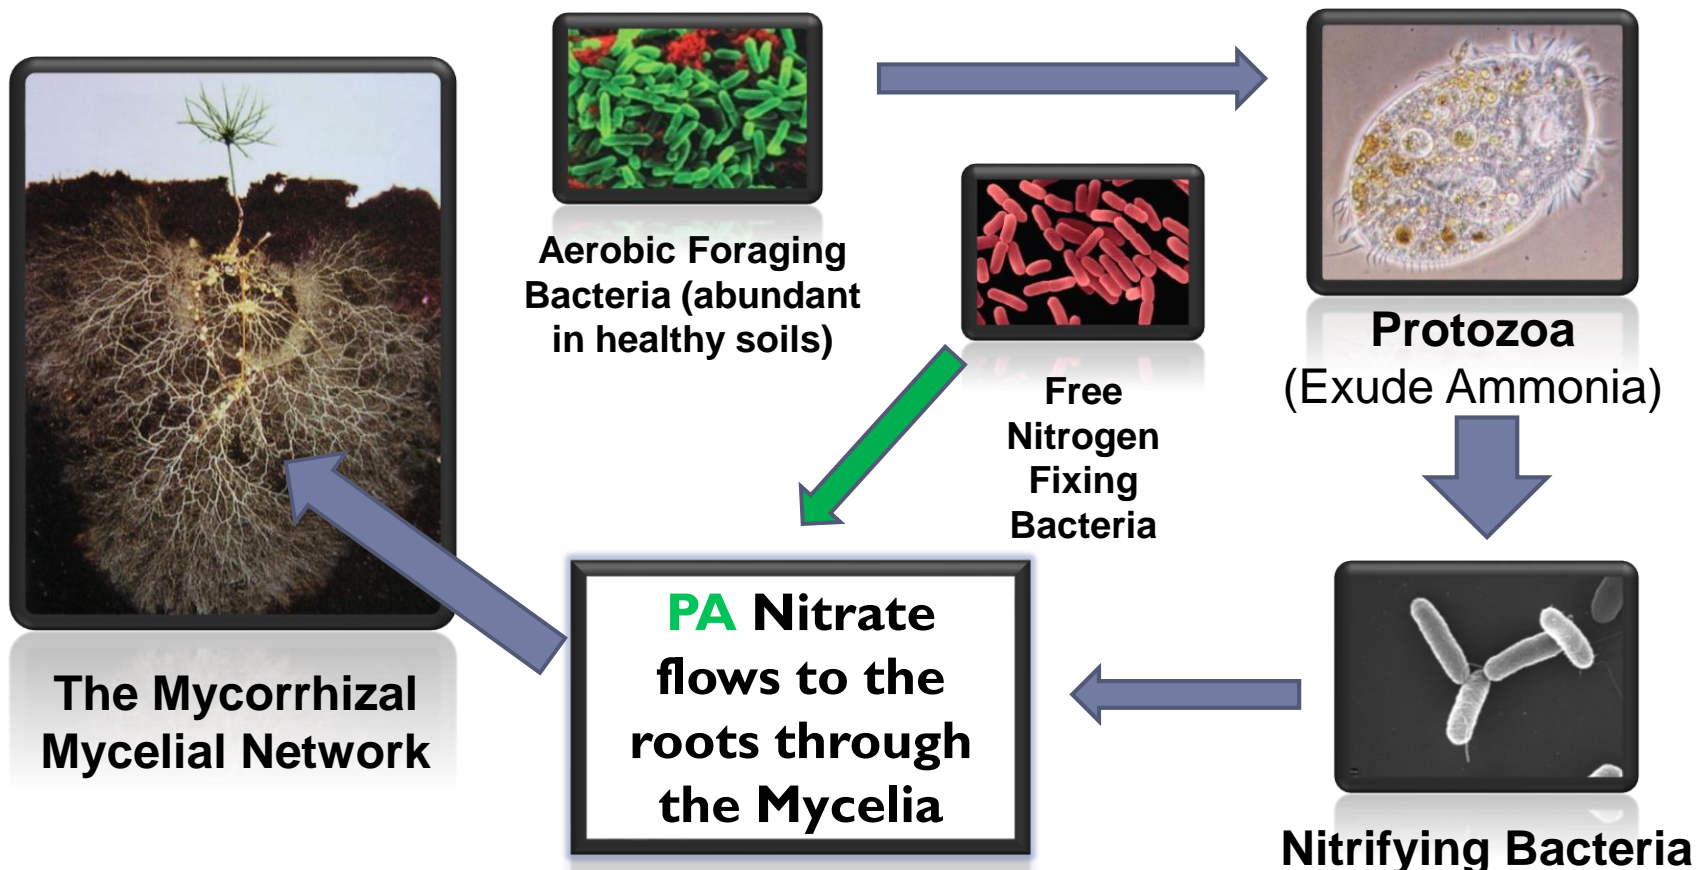 Aerobic Foraging
Bacteria (abundant
in healthy soils)
Free
Nitrogen
Fixing
Bacteria
Protozoa
(Exude Ammonia)
The Mycorrhizal
Mycelial Network
PA Nitrate
flows to the
roots through
the Mycelia
Nitrifying Bacteria